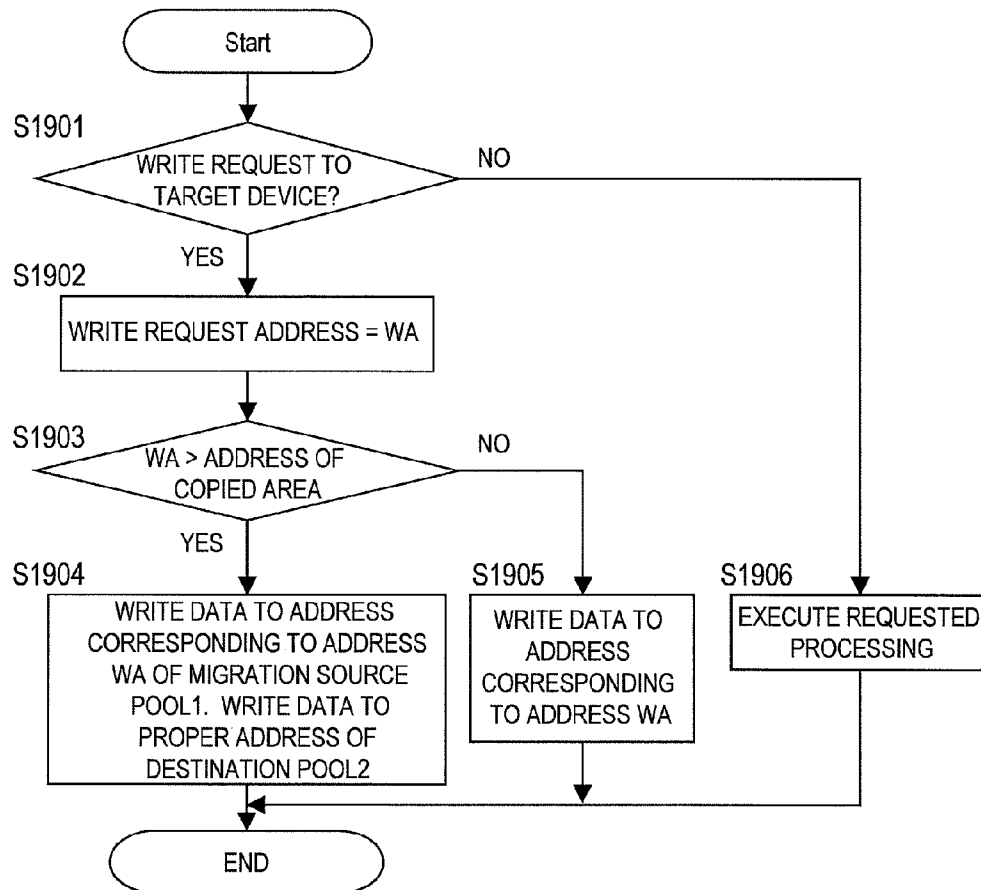 Start
S1901
WRITE REQUEST TO
TARGET DEVICE?
NO
YES
S1902
WRITE REQUEST ADDRESS = WA
S1903
WA > ADDRESS OF
COPIED AREA
NO
YES
S1904
WRITE DATA TO ADDRESS
CORRESPONDING TO ADDRESS
WA OF MIGRATION SOURCE
POOL1. WRITE DATA TO
PROPER ADDRESS OF
DESTINATION POOL2
S1905
WRITE DATA TO
ADDRESS
CORRESPONDING
TO ADDRESS WA
S1906
EXECUTE REQUESTED
PROCESSING
END